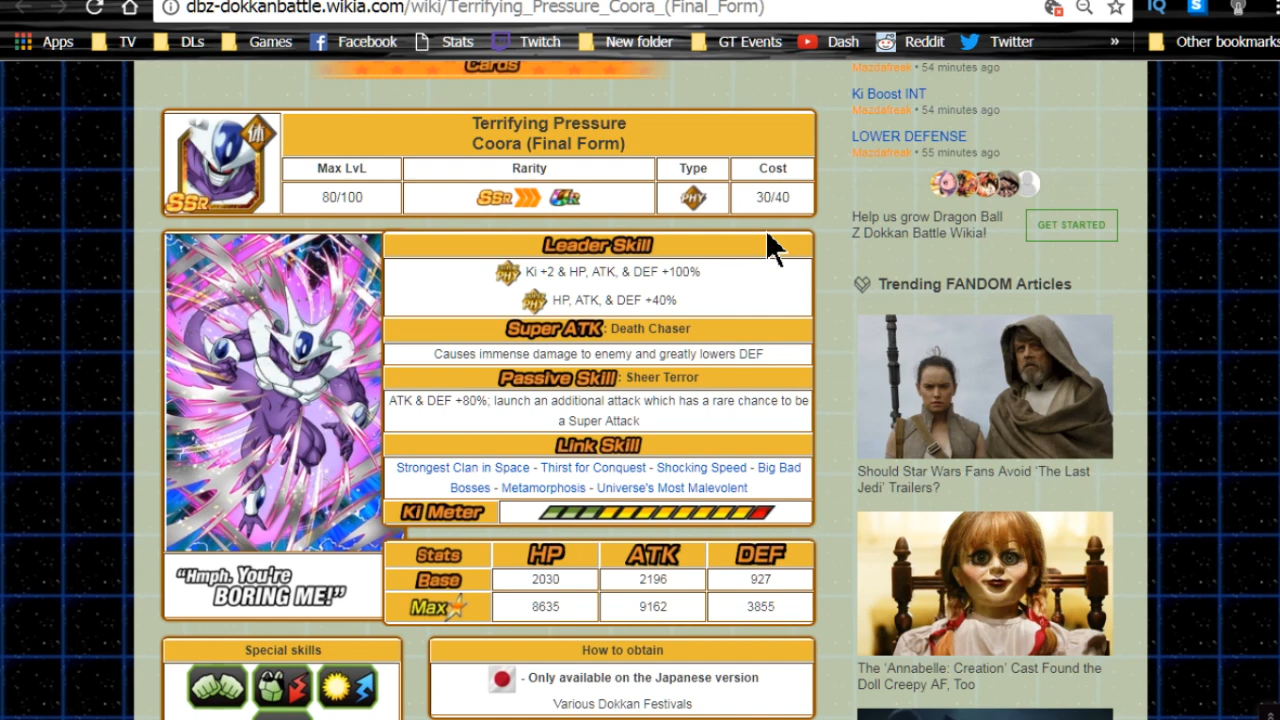 dbz-dokkanbattle.wikia.com/wiki/Terrifying_Pressure_Coora_(Final_Form)
IQ
S
Apps
TV
DLs
Games
Facebook
Stats
Twitch
New folder
GT Events
Dash
Reddit
Twitter
»
Other bookmarks
Cards
Terrifying Pressure
Coora (Final Form)
Max LvL
Rarity
Type
Cost
80/100
SSR
UR
PHY
30/40
SSR
体
Leader Skill
PHY Ki +2 & HP, ATK, & DEF +100%
PHY HP, ATK, & DEF +40%
Super ATK: Death Chaser
Causes immense damage to enemy and greatly lowers DEF
Passive Skill: Sheer Terror
ATK & DEF +80%; launch an additional attack which has a rare chance to be
a Super Attack
Link Skill
Strongest Clan in Space - Thirst for Conquest - Shocking Speed - Big Bad
Bosses - Metamorphosis - Universe's Most Malevolent
Ki Meter
Stats
HP
ATK
DEF
Base
2030
2196
927
Max
8635
9162
3855
"Hmph. You're
BORING ME!"
Special skills
How to obtain
- Only available on the Japanese version
Various Dokkan Festivals
Mazdafreak • 54 minutes ago
Ki Boost INT
Mazdafreak • 54 minutes ago
LOWER DEFENSE
Mazdafreak • 55 minutes ago
Help us grow Dragon Ball
Z Dokkan Battle Wikia!
GET STARTED
Trending FANDOM Articles
Should Star Wars Fans Avoid 'The Last
Jedi' Trailers?
The 'Annabelle: Creation' Cast Found the
Doll Creepy AF, Too